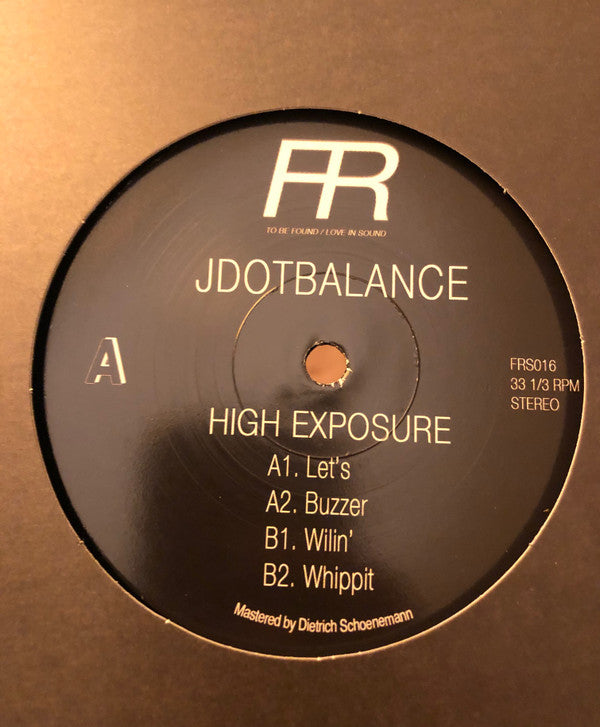 FR
TO BE FOUND / LOVE IN SOUND
JDOTBALANCE
A
FRS016
33 1/3 RPM
STEREO
HIGH EXPOSURE
A1. Let's
A2. Buzzer
B1. Wilin'
B2. Whippit
Mastered by Dietrich Schoenemann